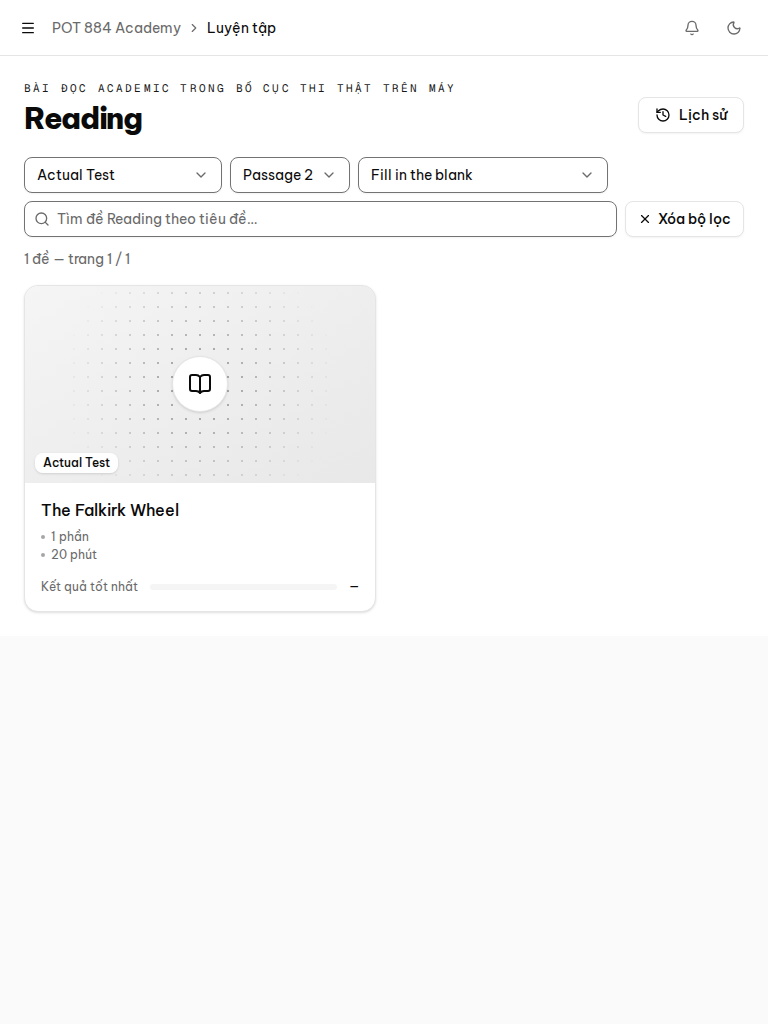 POT 884 Academy > Luyện tập
BÀI ĐỌC ACADEMIC TRONG BỐ CỤC THI THẬT TRÊN MÁY
Reading
Lịch sử
Actual Test
Passage 2
Fill in the blank
Tìm đề Reading theo tiêu đề...
Xóa bộ lọc
1 đề — trang 1 / 1
Actual Test
The Falkirk Wheel
1 phần
20 phút
Kết quả tốt nhất –